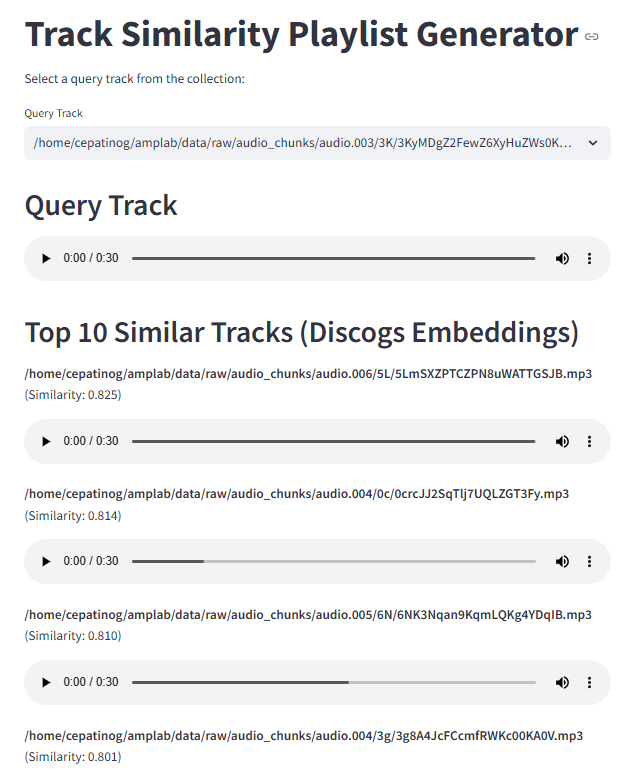 Track Similarity Playlist Generator
Select a query track from the collection:
Query Track
/home/cepatinog/amplab/data/raw/audio_chunks/audio.003/3K/3KyMDgZ2FewZ6XyHuZWs0K...
Query Track
0:00 / 0:30
Top 10 Similar Tracks (Discogs Embeddings)
/home/cepatinog/amplab/data/raw/audio_chunks/audio.006/5L/5LmSXZPTCZPN8uWATTGSJB.mp3
(Similarity: 0.825)
0:00 / 0:30
/home/cepatinog/amplab/data/raw/audio_chunks/audio.004/0c/0crcJJ2SqTlj7UQLZGT3Fy.mp3
(Similarity: 0.814)
0:00 / 0:30
/home/cepatinog/amplab/data/raw/audio_chunks/audio.005/6N/6NK3Nqan9KqmLQKg4YDqIB.mp3
(Similarity: 0.810)
0:00 / 0:30
/home/cepatinog/amplab/data/raw/audio_chunks/audio.004/3g/3g8A4JcFCcmfRWKc00KA0V.mp3
(Similarity: 0.801)